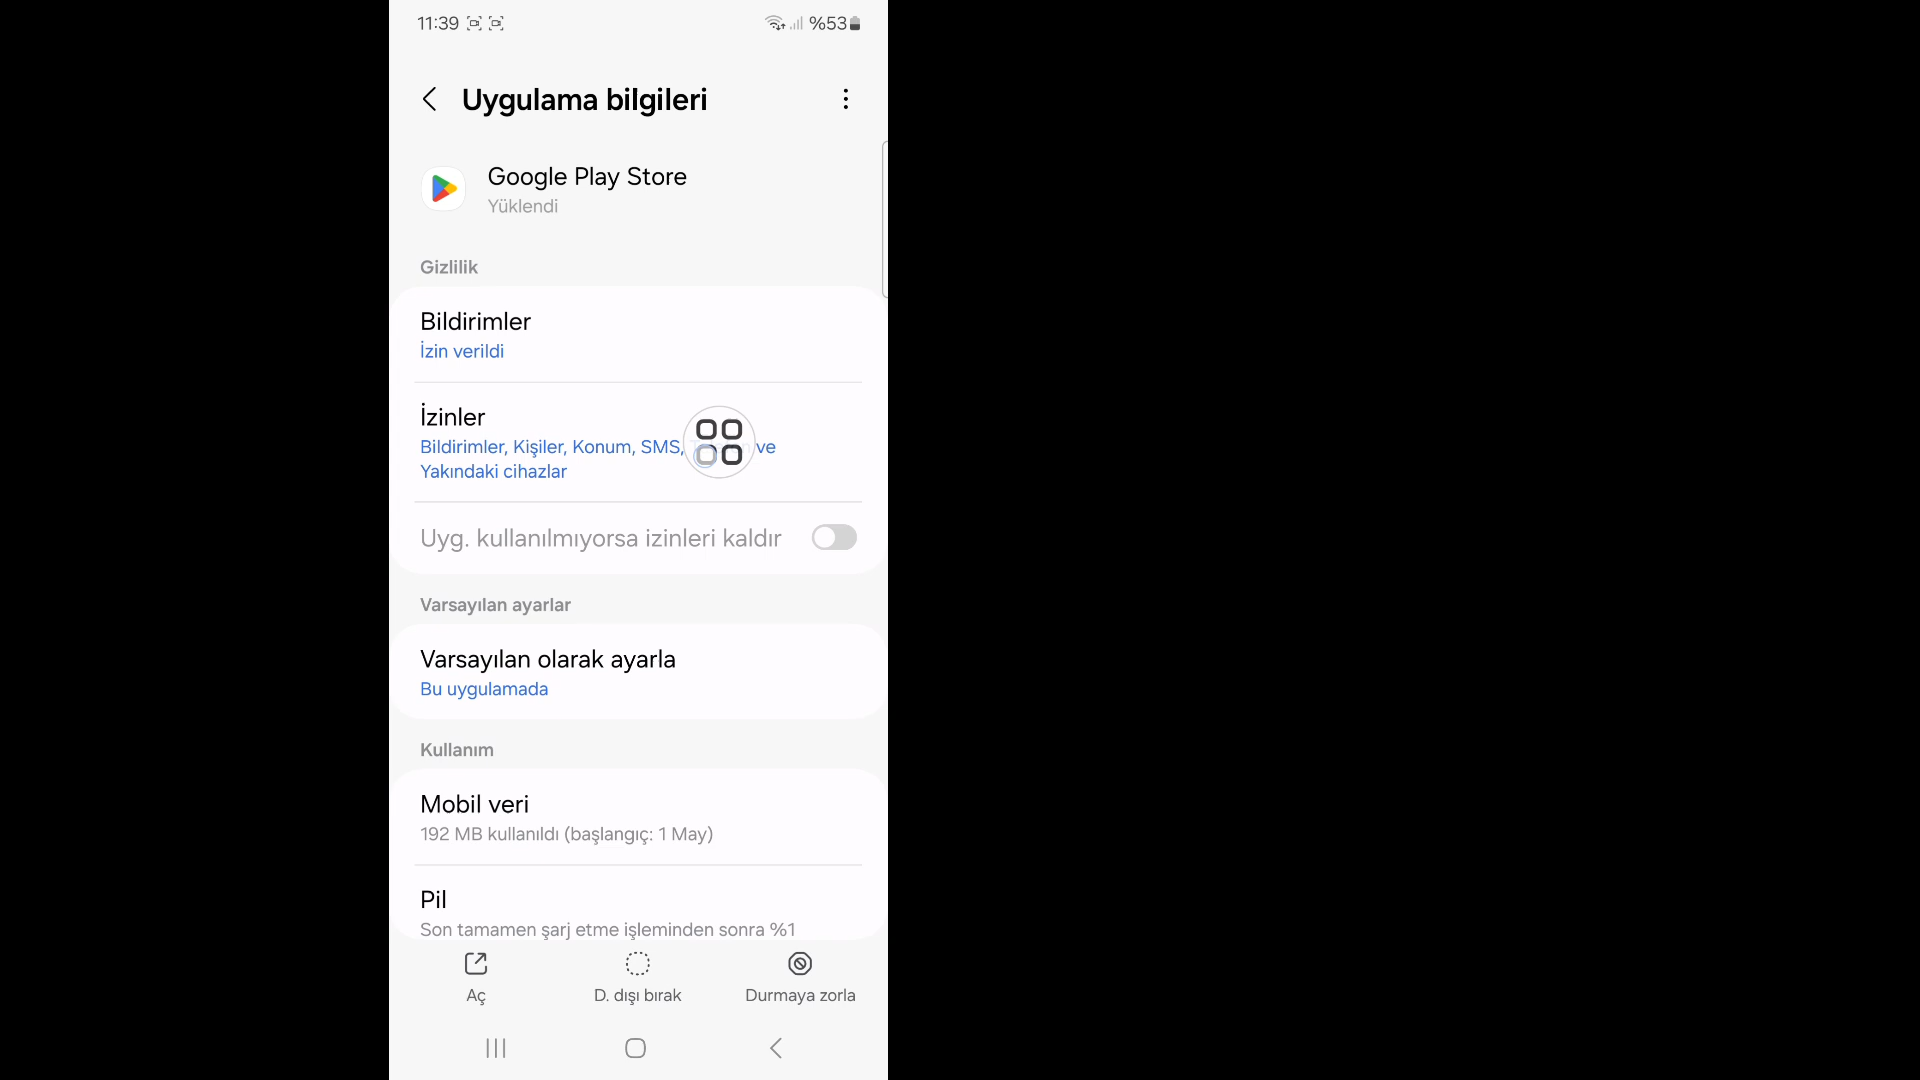 11:39
%53
Uygulama bilgileri
Google Play Store
Yüklendi
Gizlilik
Bildirimler
İzin verildi
İzinler
Bildirimler, Kişiler, Konum, SMS, ve
Yakındaki cihazlar
Uyg. kullanılmıyorsa izinleri kaldır
Varsayılan ayarlar
Varsayılan olarak ayarla
Bu uygulamada
Kullanım
Mobil veri
192 MB kullanıldı (başlangıç: 1 May)
Pil
Son tamamen şarj etme işleminden sonra %1
Aç
D. dışı bırak
Durmaya zorla